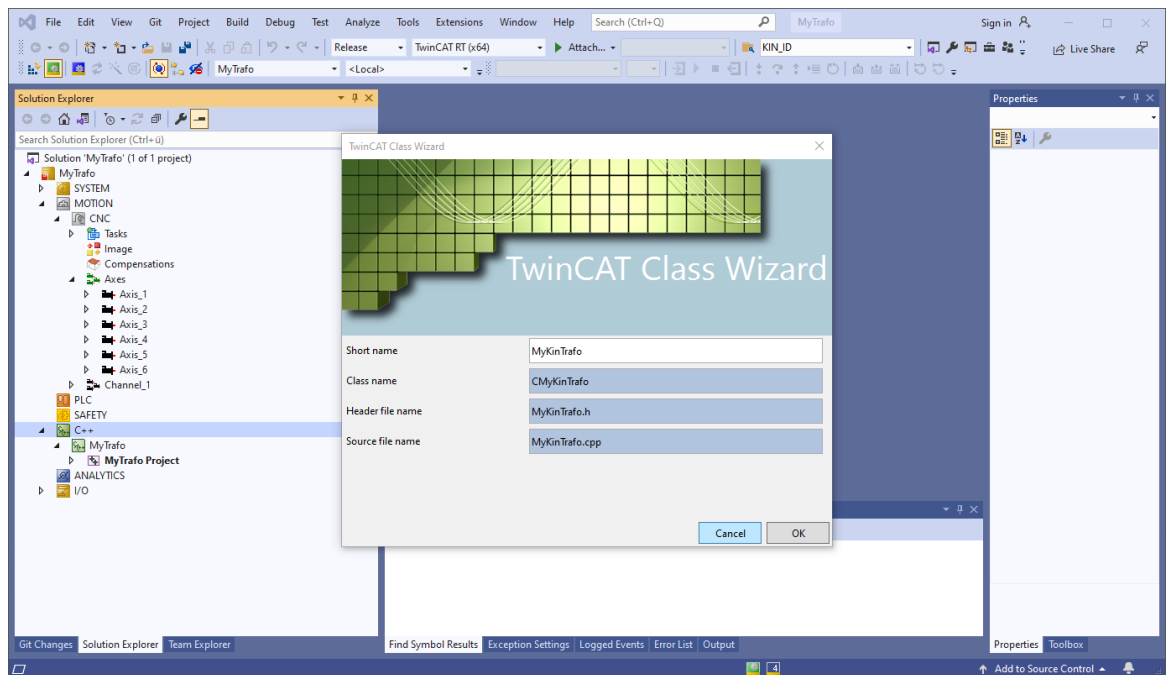 File Edit View Git Project Build Debug Test Analyze Tools Extensions Window Help Search (Ctrl+Q) MyTrafo Sign in
Release TwinCAT RT (x64) Attach... KIN_ID Live Share
MyTrafo <Local>
Solution Explorer
Search Solution Explorer (Ctrl+ü)
Solution 'MyTrafo' (1 of 1 project)
MyTrafo
SYSTEM
MOTION
CNC
Tasks
Image
Compensations
Axes
Axis_1
Axis_2
Axis_3
Axis_4
Axis_5
Axis_6
Channel_1
PLC
SAFETY
C++
MyTrafo
MyTrafo Project
ANALYTICS
I/O
TwinCAT Class Wizard
TwinCAT Class Wizard
Short name MyKinTrafo
Class name CMyKinTrafo
Header file name MyKinTrafo.h
Source file name MyKinTrafo.cpp
Cancel OK
Properties
Git Changes Solution Explorer Team Explorer
Find Symbol Results Exception Settings Logged Events Error List Output
Properties Toolbox
4 Add to Source Control